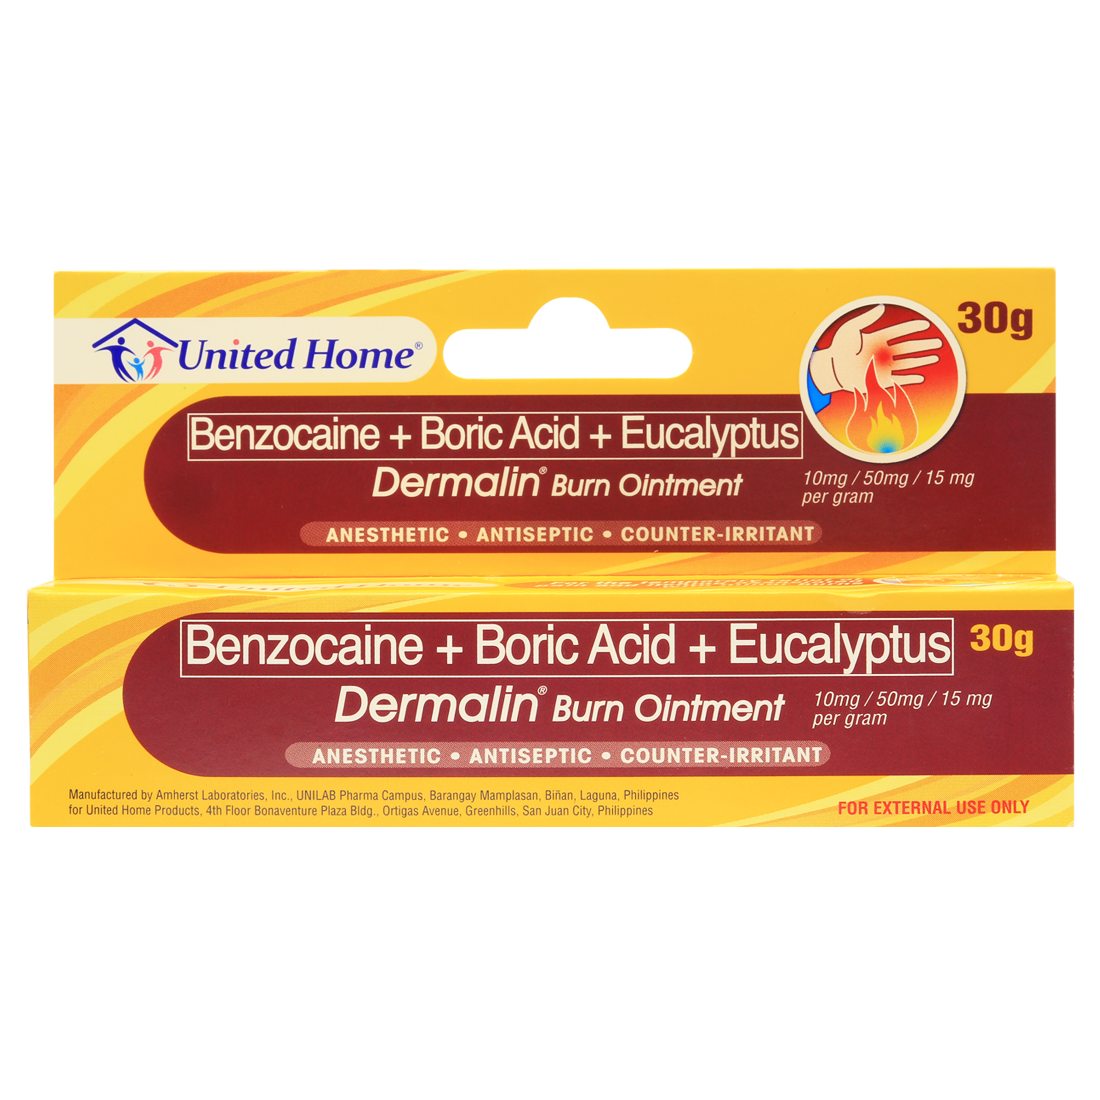 United Home®
30g
Benzocaine + Boric Acid + Eucalyptus
Dermalin® Burn Ointment
10mg / 50mg / 15 mg
per gram
ANESTHETIC • ANTISEPTIC • COUNTER-IRRITANT
Benzocaine + Boric Acid + Eucalyptus
30g
Dermalin® Burn Ointment
10mg / 50mg / 15 mg
per gram
ANESTHETIC • ANTISEPTIC • COUNTER-IRRITANT
Manufactured by Amherst Laboratories, Inc., UNILAB Pharma Campus, Barangay Mamplasan, Biñan, Laguna, Philippines
for United Home Products, 4th Floor Bonaventure Plaza Bldg., Ortigas Avenue, Greenhills, San Juan City, Philippines
FOR EXTERNAL USE ONLY